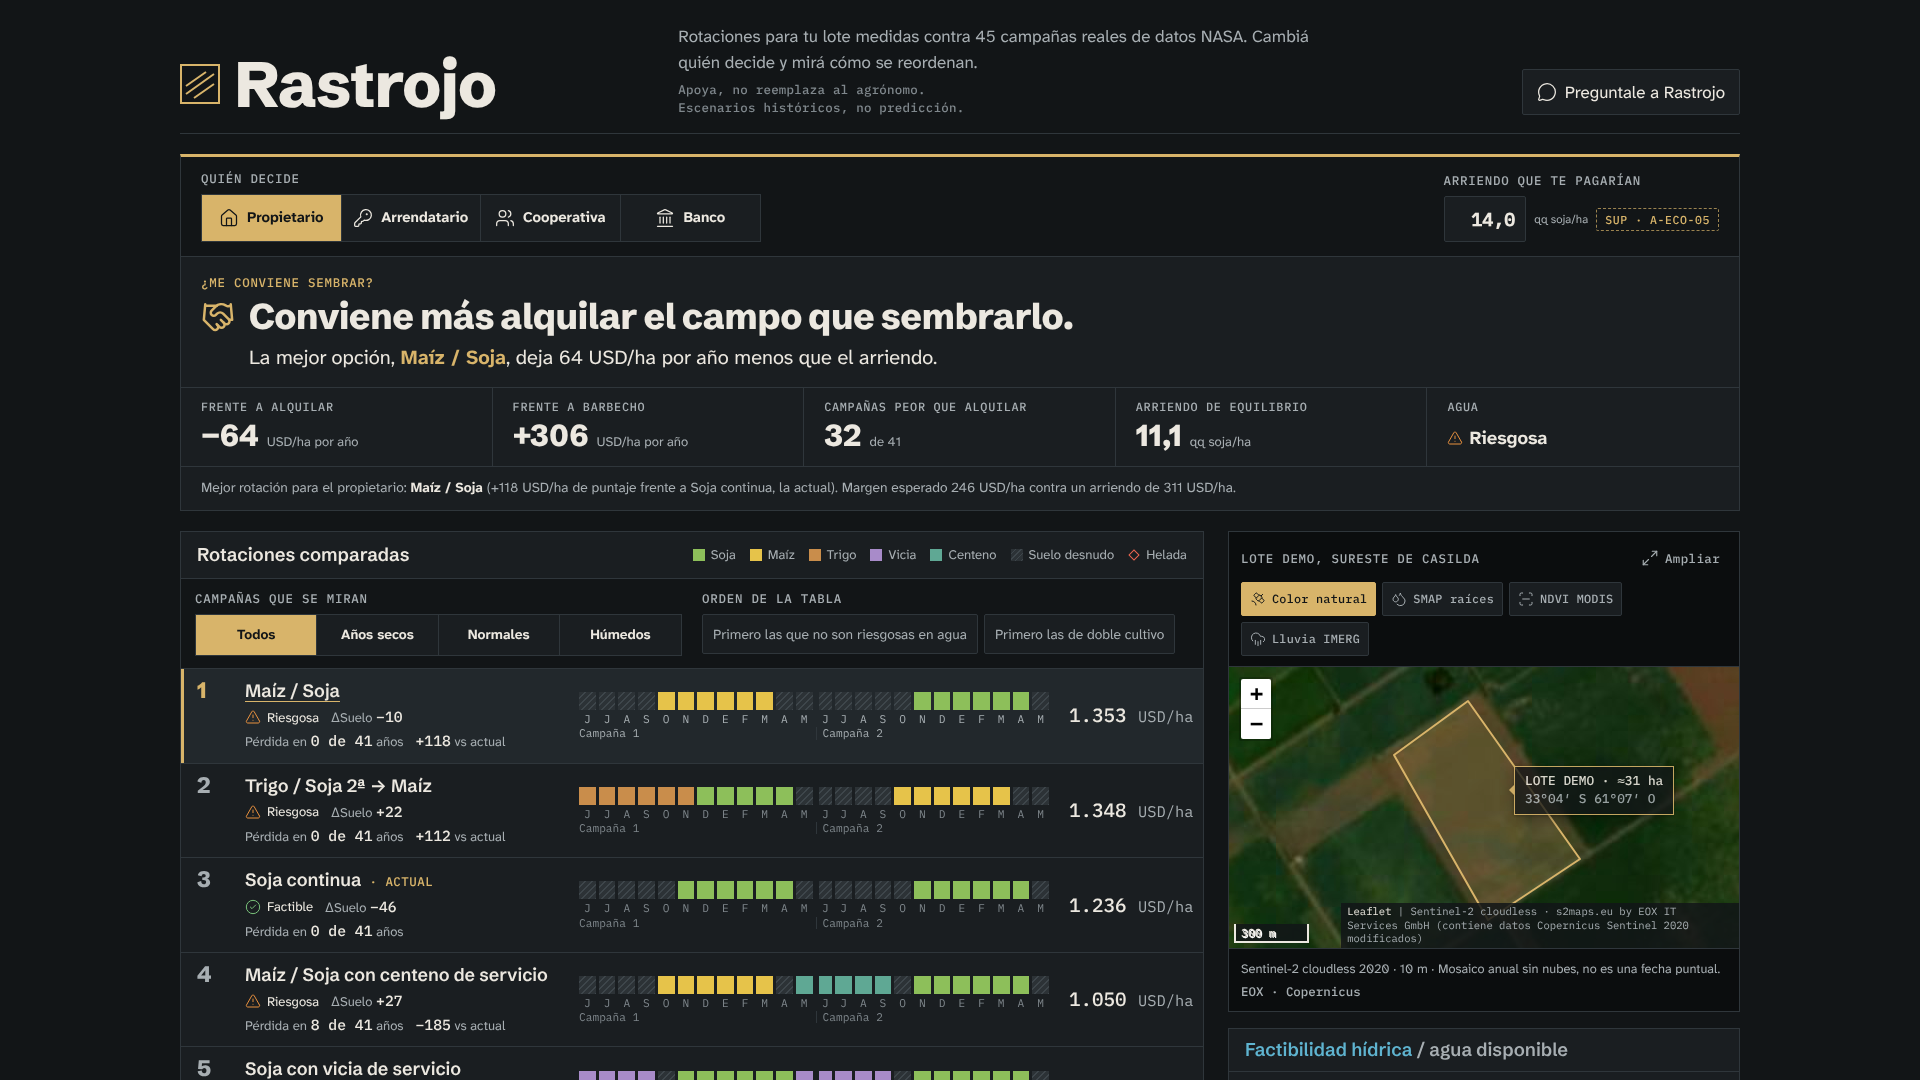 Rastrojo
Rotaciones para tu lote medidas contra 45 campañas reales de datos NASA. Cambiá
quién decide y mirá cómo se reordenan.
Apoya, no reemplaza al agrónomo.
Escenarios históricos, no predicción.
Preguntale a Rastrojo
QUIÉN DECIDE
Propietario
Arrendatario
Cooperativa
Banco
ARRIENDO QUE TE PAGARÍAN
14,0 qq soja/ha SUP · A-ECO-05
¿ME CONVIENE SEMBRAR?
Conviene más alquilar el campo que sembrarlo.
La mejor opción, Maíz / Soja, deja 64 USD/ha por año menos que el arriendo.
FRENTE A ALQUILAR
−64 USD/ha por año
FRENTE A BARBECHO
+306 USD/ha por año
CAMPAÑAS PEOR QUE ALQUILAR
32 de 41
ARRIENDO DE EQUILIBRIO
11,1 qq soja/ha
AGUA
Riesgosa
Mejor rotación para el propietario: Maíz / Soja (+118 USD/ha de puntaje frente a Soja continua, la actual). Margen esperado 246 USD/ha contra un arriendo de 311 USD/ha.
Rotaciones comparadas
Soja Maíz Trigo Vicia Centeno Suelo desnudo Helada
CAMPAÑAS QUE SE MIRAN
Todos
Años secos
Normales
Húmedos
ORDEN DE LA TABLA
Primero las que no son riesgosas en agua
Primero las de doble cultivo
1
Maíz / Soja
Riesgosa ΔSuelo −10
Pérdida en 0 de 41 años +118 vs actual
J J A S O N D E F M A M J J A S O N D E F M A M
Campaña 1 Campaña 2
1.353 USD/ha
2
Trigo / Soja 2ª → Maíz
Riesgosa ΔSuelo +22
Pérdida en 0 de 41 años +112 vs actual
J J A S O N D E F M A M J J A S O N D E F M A M
Campaña 1 Campaña 2
1.348 USD/ha
3
Soja continua · ACTUAL
Factible ΔSuelo −46
Pérdida en 0 de 41 años
J J A S O N D E F M A M J J A S O N D E F M A M
Campaña 1 Campaña 2
1.236 USD/ha
4
Maíz / Soja con centeno de servicio
Riesgosa ΔSuelo +27
Pérdida en 8 de 41 años −185 vs actual
J J A S O N D E F M A M J J A S O N D E F M A M
Campaña 1 Campaña 2
1.050 USD/ha
5
Soja con vicia de servicio
LOTE DEMO, SURESTE DE CASILDA
Ampliar
Color natural
SMAP raíces
NDVI MODIS
Lluvia IMERG
+
−
LOTE DEMO · ≈31 ha
33°04′ S 61°07′ O
300 m
Leaflet | Sentinel-2 cloudless · s2maps.eu by EOX IT
Services GmbH (contiene datos Copernicus Sentinel 2020
modificados)
Sentinel-2 cloudless 2020 · 10 m · Mosaico anual sin nubes, no es una fecha puntual.
EOX · Copernicus
Factibilidad hídrica / agua disponible